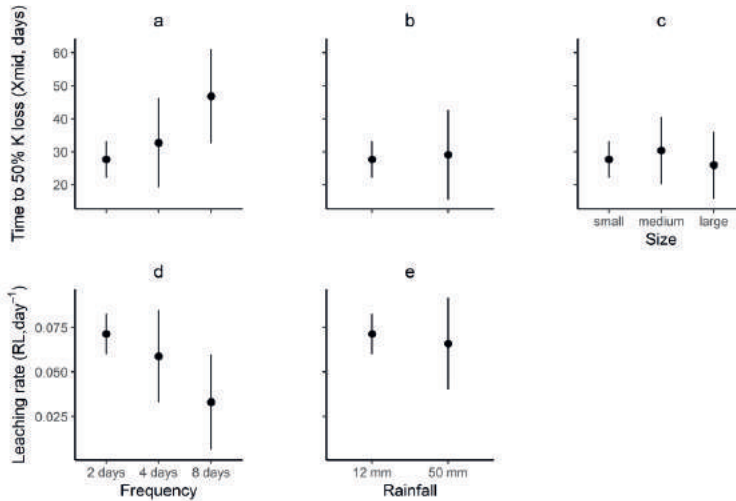 a b c
Time to 50% K loss (Xmid, days)
60
50
40
30
20
small medium large
Size
d e
Leaching rate (RL,day⁻¹)
0.075
0.050
0.025
2 days 4 days 8 days 12 mm 50 mm
Frequency Rainfall